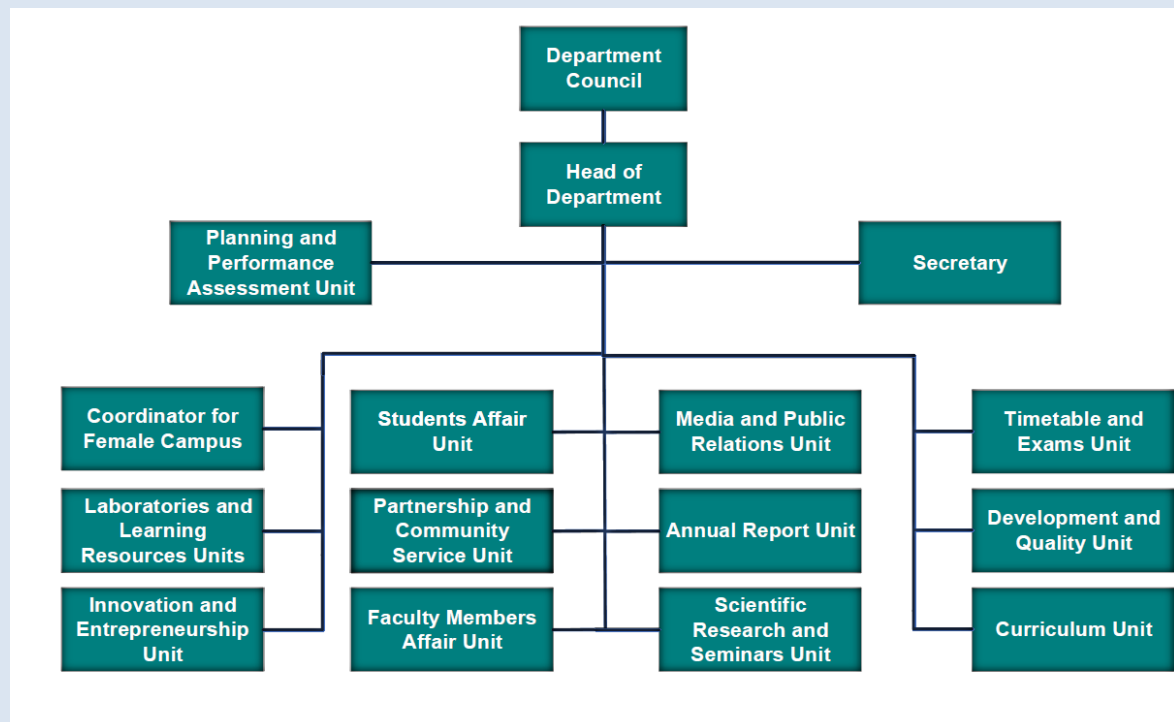 Department
Council
Head of
Department
Planning and
Performance
Assessment Unit
Secretary
Coordinator for
Female Campus
Students Affair
Unit
Media and Public
Relations Unit
Timetable and
Exams Unit
Laboratories and
Learning
Resources Units
Partnership and
Community
Service Unit
Annual Report Unit
Development and
Quality Unit
Innovation and
Entrepreneurship
Unit
Faculty Members
Affair Unit
Scientific
Research and
Seminars Unit
Curriculum Unit